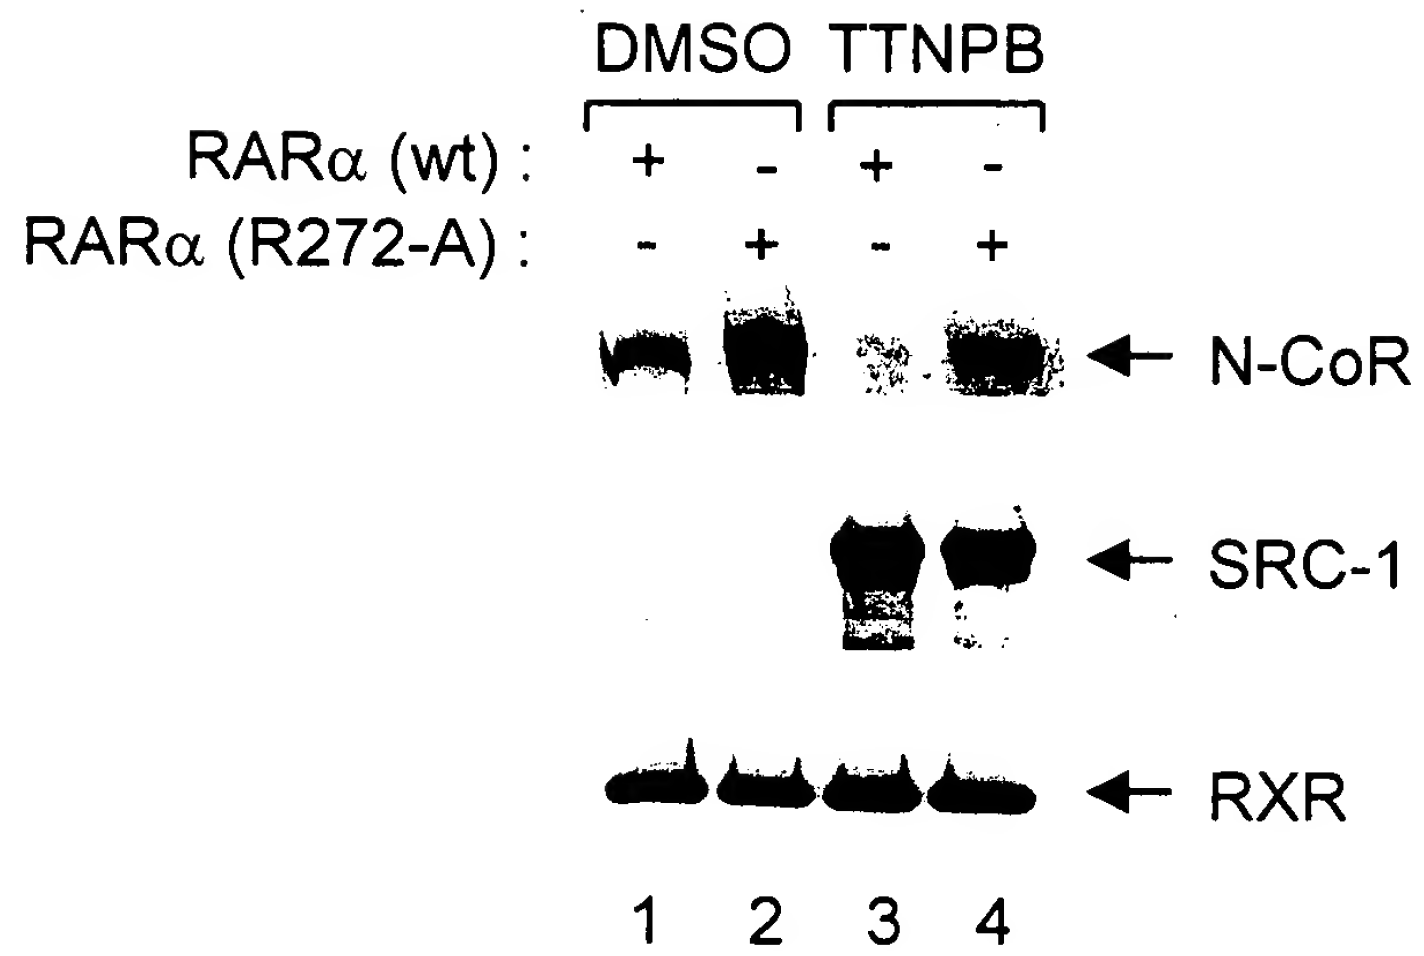 DMSO TTNPB
RARα (wt) : + - + -
RARα (R272-A) : - + - +
N-CoR
SRC-1
RXR
1 2 3 4